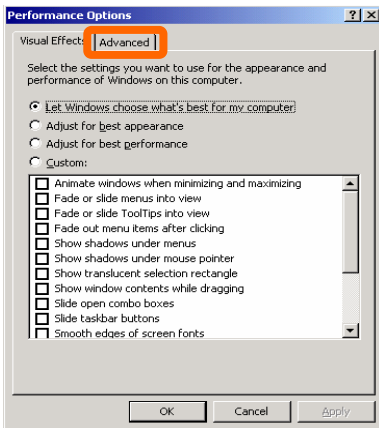 Performance Options
Visual Effects Advanced
Select the settings you want to use for the appearance and
performance of Windows on this computer.
Let Windows choose what's best for my computer
Adjust for best appearance
Adjust for best performance
Custom:
Animate windows when minimizing and maximizing
Fade or slide menus into view
Fade or slide ToolTips into view
Fade out menu items after clicking
Show shadows under menus
Show shadows under mouse pointer
Show translucent selection rectangle
Show window contents while dragging
Slide open combo boxes
Slide taskbar buttons
Smooth edges of screen fonts
OK Cancel Apply